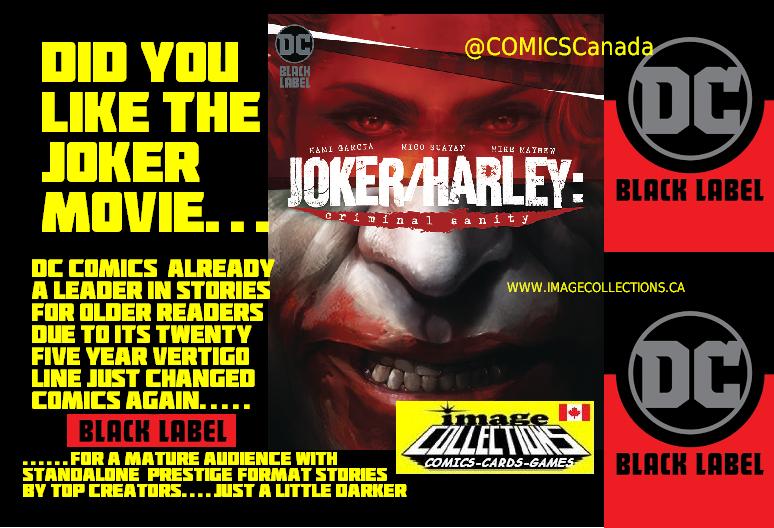 DID YOU
LIKE THE
JOKER
MOVIE...
DC COMICS ALREADY
A LEADER IN STORIES
FOR OLDER READERS
DUE TO ITS TWENTY
FIVE YEAR VERTIGO
LINE JUST CHANGED
COMICS AGAIN.....
BLACK LABEL
......FOR A MATURE AUDIENCE WITH
STANDALONE PRESTIGE FORMAT STORIES
BY TOP CREATORS....JUST A LITTLE DARKER
DC
BLACK
LABEL
@COMICSCanada
KAMI GARCIA MICO SUAYAN MIKE MAYHEW
JOKER/HARLEY:
criminal sanity
WWW.IMAGECOLLECTIONS.CA
image
COLLECTIONS
COMICS-CARDS-GAMES
DC
BLACK LABEL
DC
BLACK LABEL